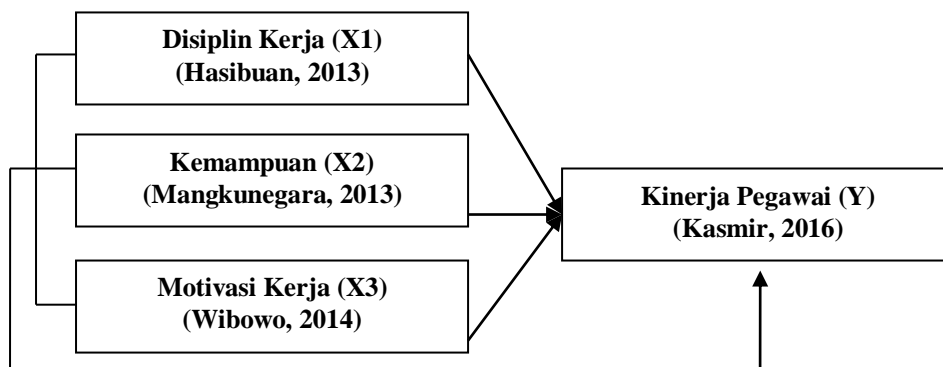 Disiplin Kerja (X1)
(Hasibuan, 2013)
Kemampuan (X2)
(Mangkunegara, 2013)
Motivasi Kerja (X3)
(Wibowo, 2014)
Kinerja Pegawai (Y)
(Kasmir, 2016)